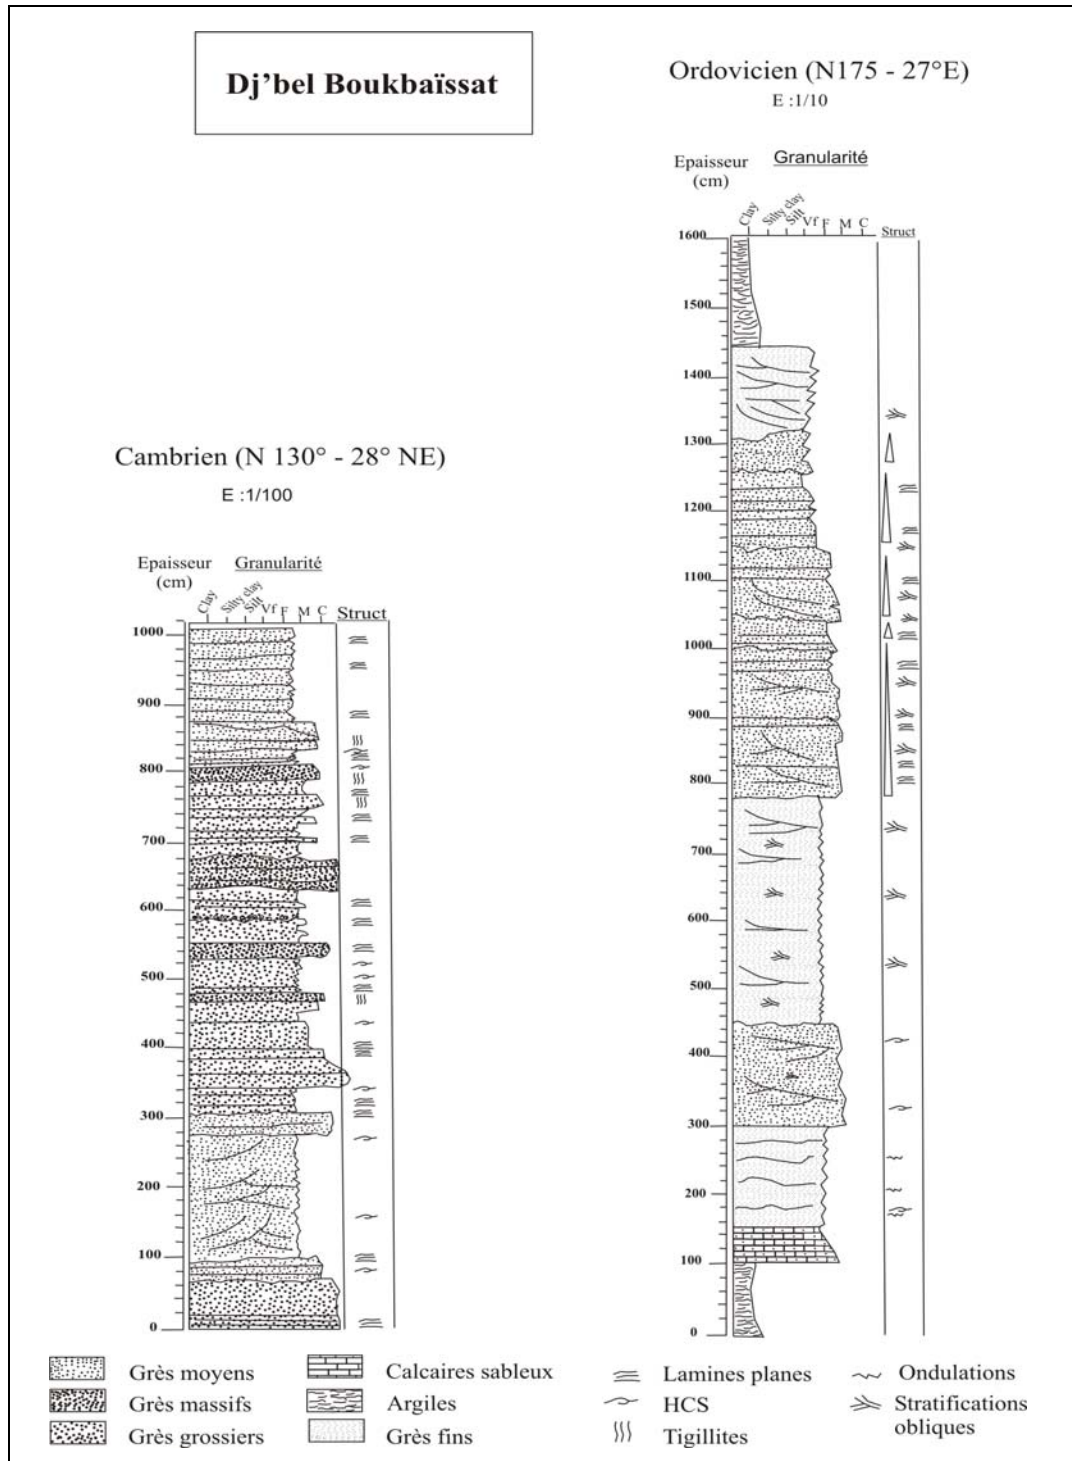 Dj'bel Boukbaïssat
Ordovicien (N175 - 27°E)
E :1/10
Epaisseur
(cm)
Granularité
Clay
Silty clay
Silt
Vf
F
M
C
Struct
1600
1500
1400
1300
1200
1100
1000
900
800
700
600
500
400
300
200
100
0
Cambrien (N 130° - 28° NE)
E :1/100
Epaisseur
(cm)
Granularité
Clay
Silty clay
Silt
Vf
F
M
C
Struct
1000
900
800
700
600
500
400
300
200
100
0
Grès moyens
Grès massifs
Grès grossiers
Calcaires sableux
Argiles
Grès fins
Lamines planes
HCS
Tigillites
Ondulations
Stratifications
obliques